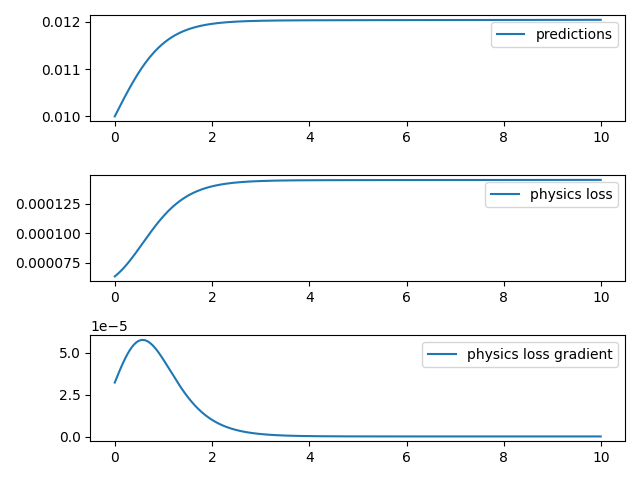 0.012
0.011
0.010
predictions
0 2 4 6 8 10
0.000125
0.000100
0.000075
physics loss
0 2 4 6 8 10
1e−5
5.0
2.5
0.0
physics loss gradient
0 2 4 6 8 10